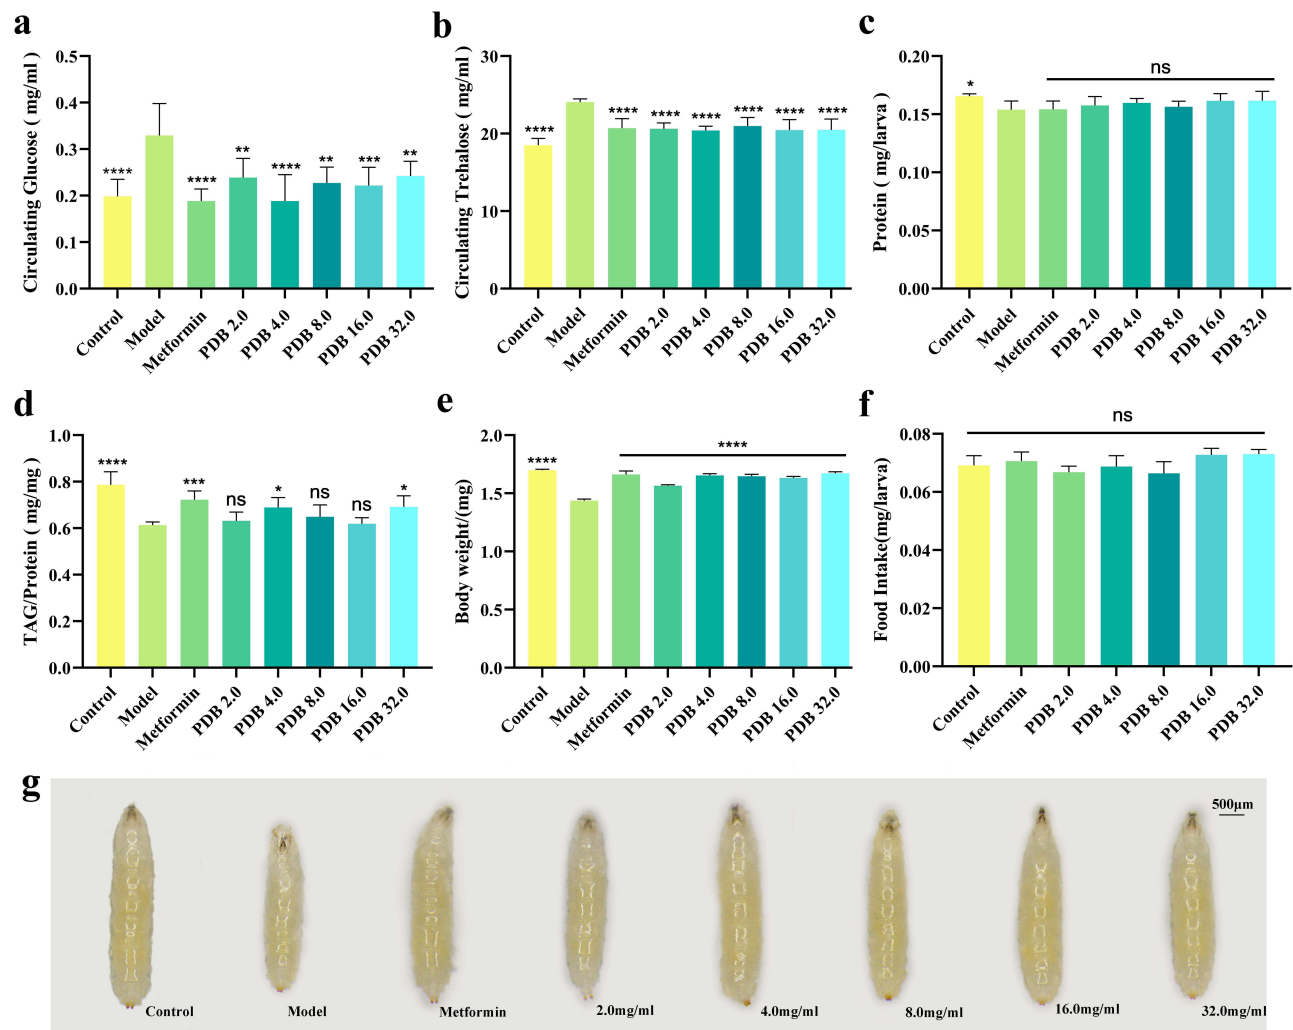 a
Circulating Glucose ( mg/ml )
0.5
0.4
0.3
0.2
0.1
0.0
****
****
**
****
**
***
**
Control
Model
Metformin
PDB 2.0
PDB 4.0
PDB 8.0
PDB 16.0
PDB 32.0
b
Circulating Trehalose ( mg/ml )
30
20
10
0
****
****
****
****
****
****
****
Control
Model
Metformin
PDB 2.0
PDB 4.0
PDB 8.0
PDB 16.0
PDB 32.0
c
Protein ( mg/larva )
0.20
0.15
0.10
0.05
0.00
*
ns
Control
Model
Metformin
PDB 2.0
PDB 4.0
PDB 8.0
PDB 16.0
PDB 32.0
d
TAG/Protein ( mg/mg )
1.0
0.8
0.6
0.4
0.2
0.0
****
***
ns
*
ns
ns
*
Control
Model
Metformin
PDB 2.0
PDB 4.0
PDB 8.0
PDB 16.0
PDB 32.0
e
Body weight/(mg)
2.0
1.5
1.0
0.5
0.0
****
****
Control
Model
Metformin
PDB 2.0
PDB 4.0
PDB 8.0
PDB 16.0
PDB 32.0
f
Food Intake(mg/larva)
0.08
0.06
0.04
0.02
0.00
ns
Control
Metformin
PDB 2.0
PDB 4.0
PDB 8.0
PDB 16.0
PDB 32.0
g
500μm
Control
Model
Metformin
2.0mg/ml
4.0mg/ml
8.0mg/ml
16.0mg/ml
32.0mg/ml